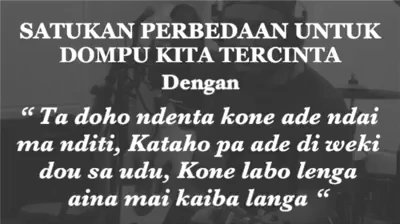 SATUKAN PERBEDAAN UNTUK
DOMPU KITA TERCINTA
Dengan
“ Ta doho ndenta kone ade ndai
ma nditi, Kataho pa ade di weki
dou sa udu, Kone labo lenga
aina mai kaiba langa “